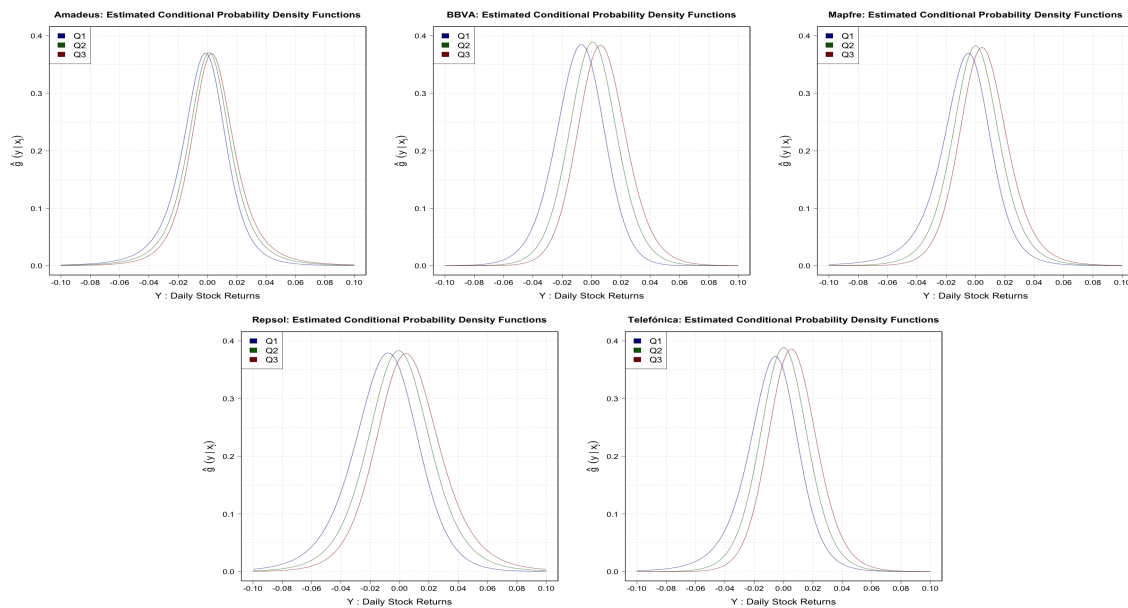 Amadeus: Estimated Conditional Probability Density Functions
Q1
Q2
Q3
0.4
0.3
0.2
0.1
0.0
ĝ (y | xj)
-0.10 -0.08 -0.06 -0.04 -0.02 0.00 0.02 0.04 0.06 0.08 0.10
Y : Daily Stock Returns
BBVA: Estimated Conditional Probability Density Functions
Q1
Q2
Q3
0.4
0.3
0.2
0.1
0.0
ĝ (y | xj)
-0.10 -0.08 -0.06 -0.04 -0.02 0.00 0.02 0.04 0.06 0.08 0.10
Y : Daily Stock Returns
Mapfre: Estimated Conditional Probability Density Functions
Q1
Q2
Q3
0.4
0.3
0.2
0.1
0.0
ĝ (y | xj)
-0.10 -0.08 -0.06 -0.04 -0.02 0.00 0.02 0.04 0.06 0.08 0.10
Y : Daily Stock Returns
Repsol: Estimated Conditional Probability Density Functions
Q1
Q2
Q3
0.4
0.3
0.2
0.1
0.0
ĝ (y | xj)
-0.10 -0.08 -0.06 -0.04 -0.02 0.00 0.02 0.04 0.06 0.08 0.10
Y : Daily Stock Returns
Telefónica: Estimated Conditional Probability Density Functions
Q1
Q2
Q3
0.4
0.3
0.2
0.1
0.0
ĝ (y | xj)
-0.10 -0.08 -0.06 -0.04 -0.02 0.00 0.02 0.04 0.06 0.08 0.10
Y : Daily Stock Returns